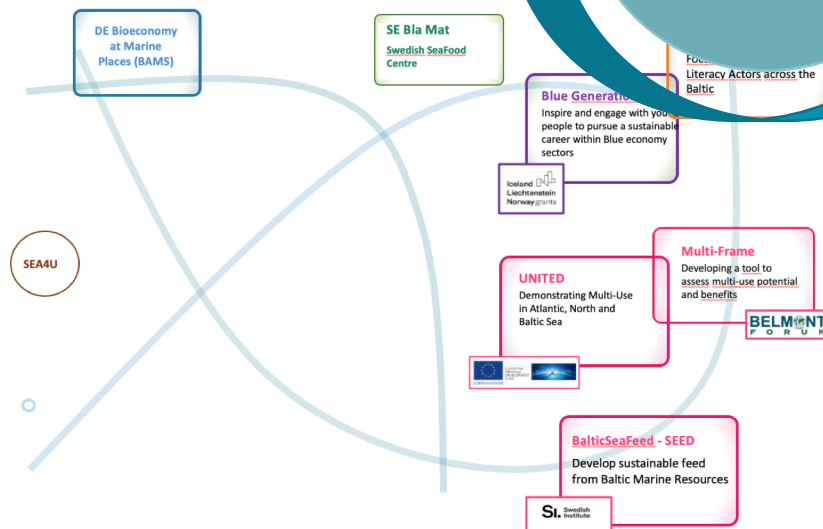 DE Bioeconomy
at Marine
Places (BAMS)
SE Bla Mat
Swedish SeaFood
Centre
Literacy Actors across the
Baltic
Blue
Inspire and engage with
people to pursue a sustainable
career within Blue economy
sectors
Iceland
Liechtenstein
Norway grants
SEA4U
Multi-Frame
Developing a tool to
assess multi-use potential
and benefits
BELMONT
FORUM
UNITED
Demonstrating Multi-Use
in Atlantic, North and
Baltic Sea
BalticSeaFeed - SEED
Develop sustainable feed
from Baltic Marine Resources
SI. Swedish
Institute